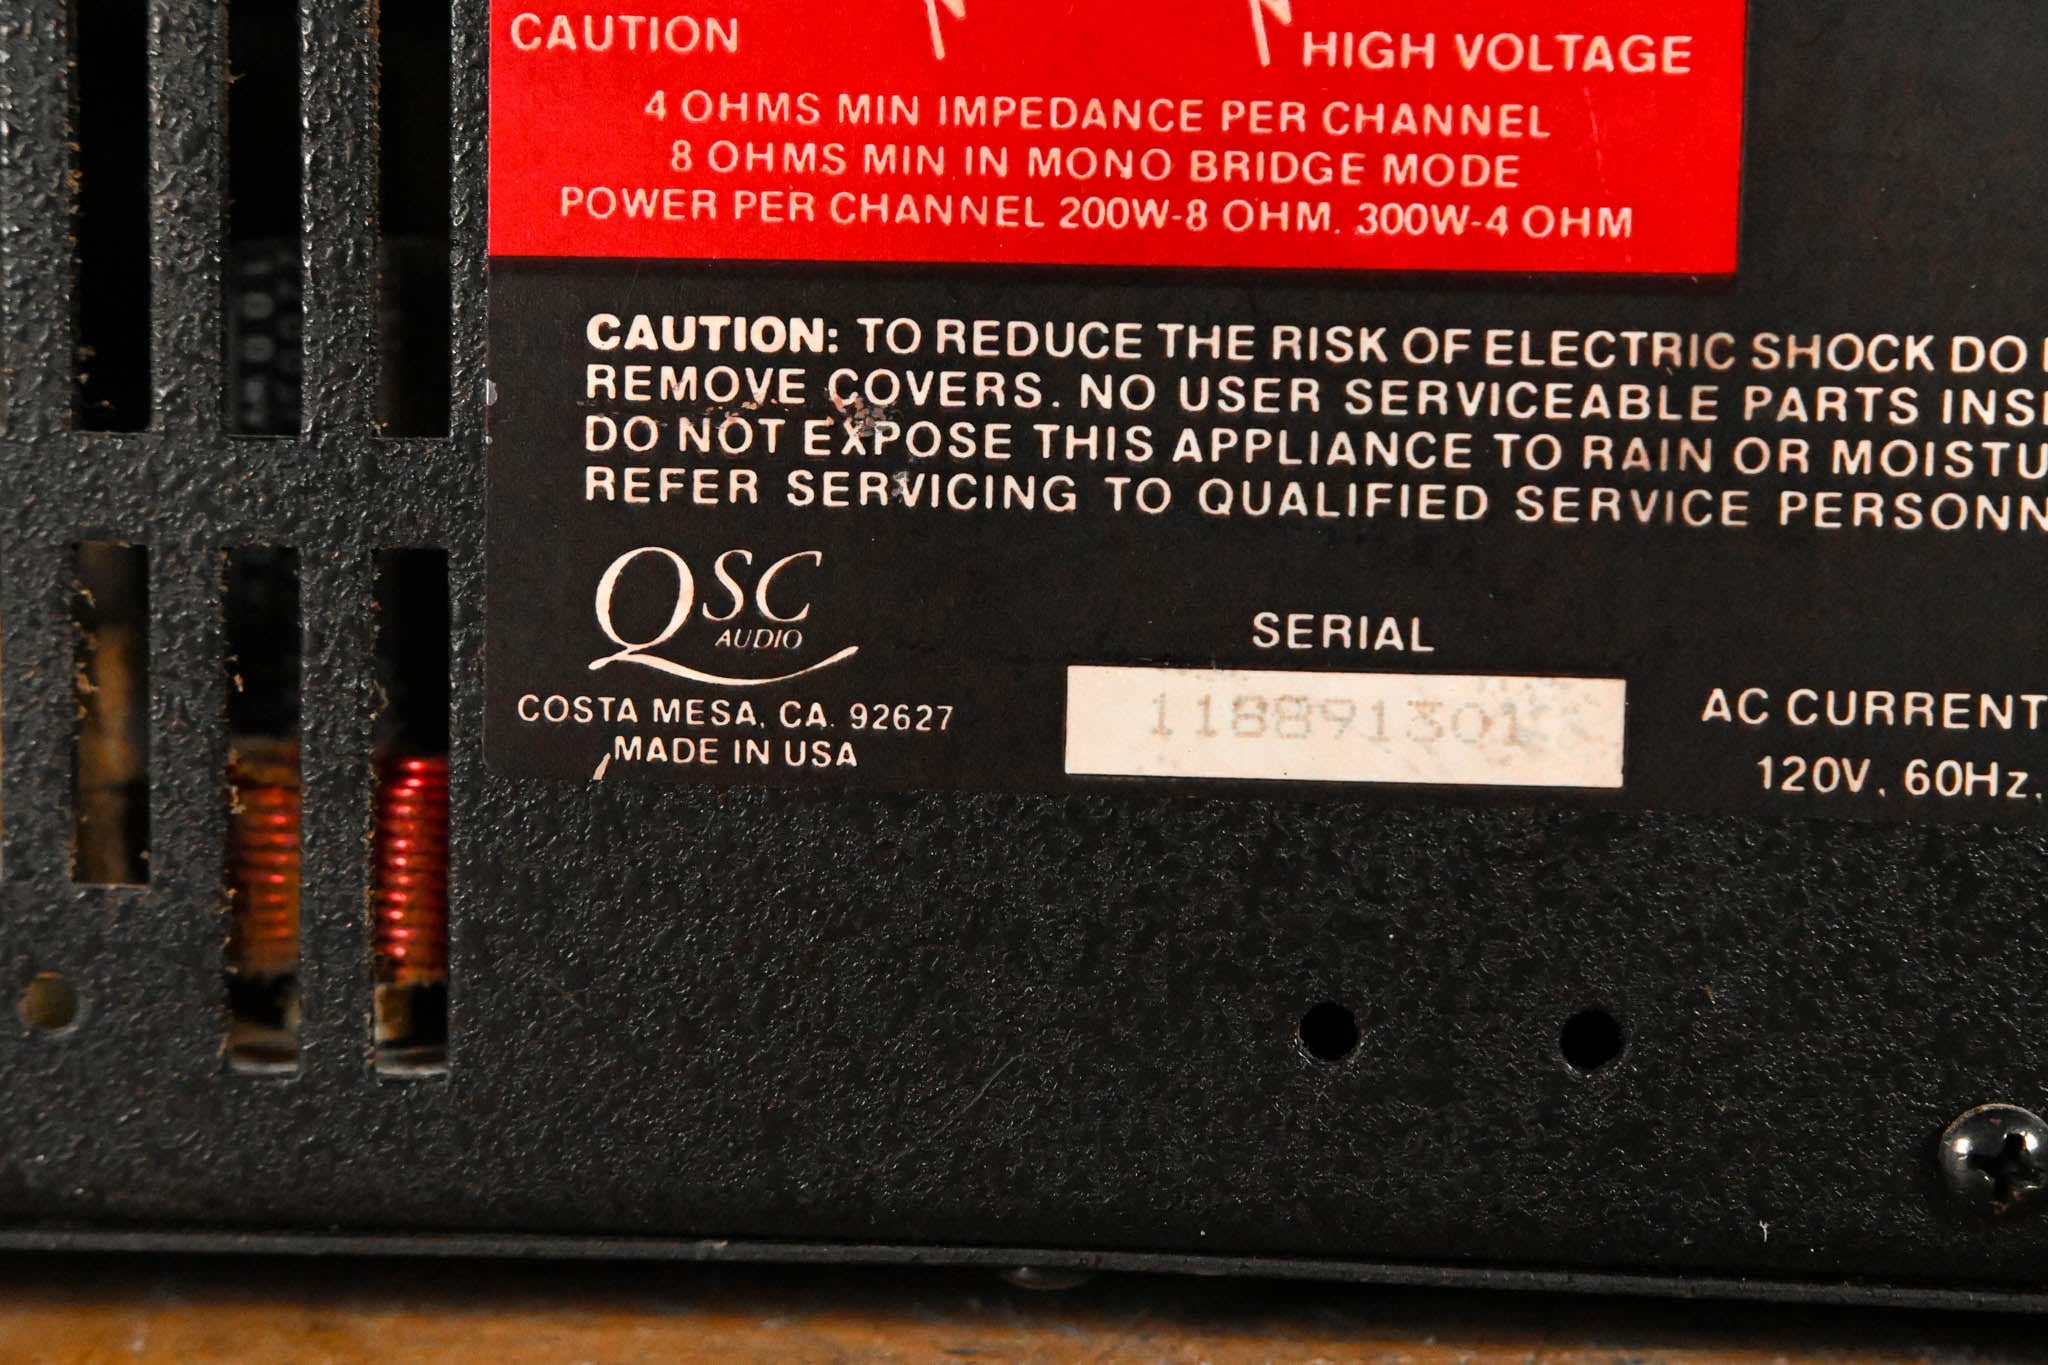 CAUTION
HIGH VOLTAGE
4 OHMS MIN IMPEDANCE PER CHANNEL
8 OHMS MIN IN MONO BRIDGE MODE
POWER PER CHANNEL 200W-8 OHM. 300W-4 OHM
CAUTION: TO REDUCE THE RISK OF ELECTRIC SHOCK DO
REMOVE COVERS. NO USER SERVICEABLE PARTS INSI
DO NOT EXPOSE THIS APPLIANCE TO RAIN OR MOISTU
REFER SERVICING TO QUALIFIED SERVICE PERSONN
QSC
AUDIO
COSTA MESA, CA. 92627
MADE IN USA
SERIAL
118891301
AC CURRENT
120V, 60Hz,